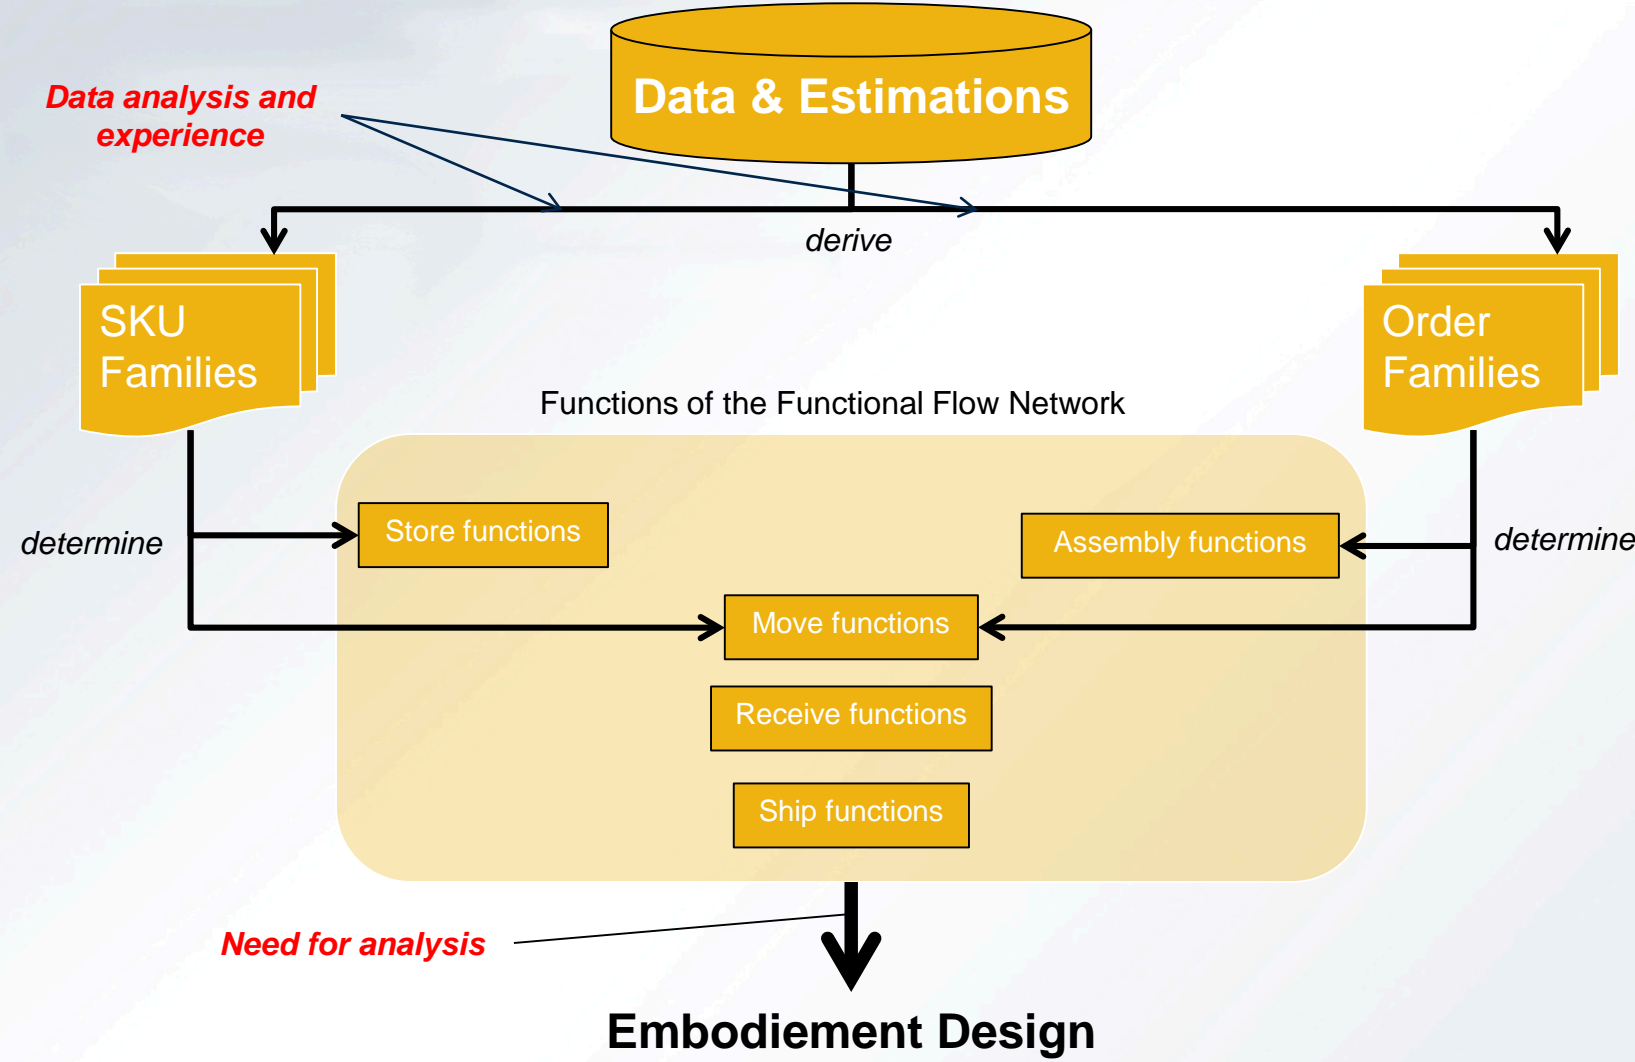 Data & Estimations
Data analysis and
experience
derive
SKU
Families
Order
Families
Functions of the Functional Flow Network
Store functions
determine
Assembly functions
determine
Move functions
Receive functions
Ship functions
Need for analysis
Embodiement Design